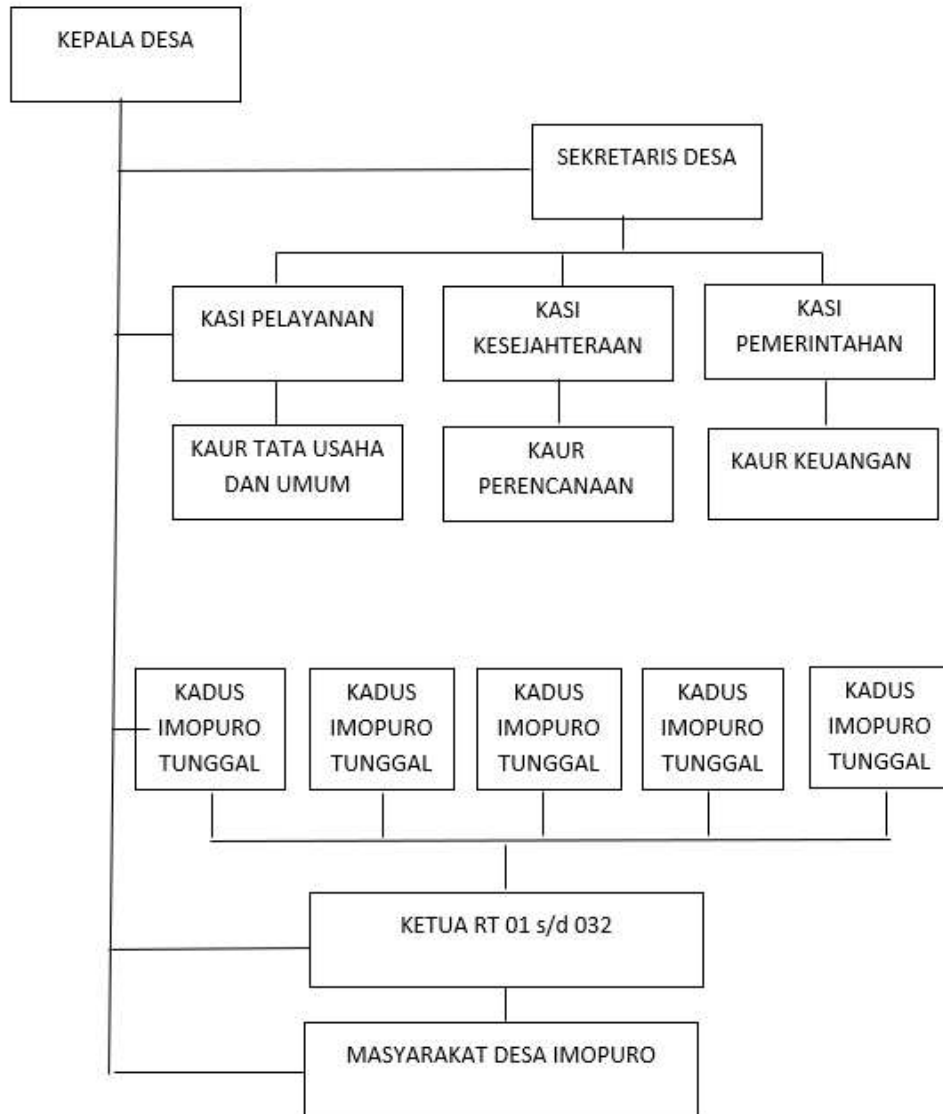 KEPALA DESA
SEKRETARIS DESA
KASI PELAYANAN
KASI
KESEJAHTERAAN
KASI
PEMERINTAHAN
KAUR TATA USAHA
DAN UMUM
KAUR
PERENCANAAN
KAUR KEUANGAN
KADUS
IMOPURO
TUNGGAL
KADUS
IMOPURO
TUNGGAL
KADUS
IMOPURO
TUNGGAL
KADUS
IMOPURO
TUNGGAL
KADUS
IMOPURO
TUNGGAL
KETUA RT 01 s/d 032
MASYARAKAT DESA IMOPURO